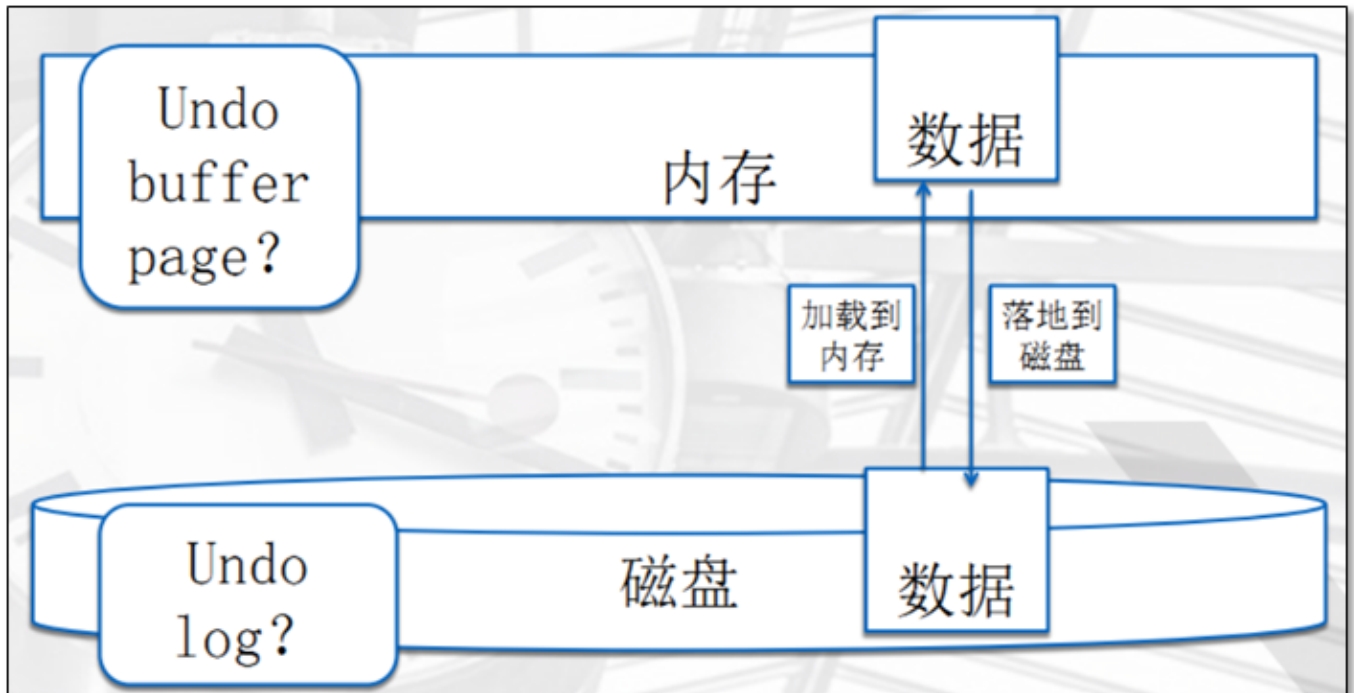 Undo
buffer
page?
内存
数据
加载到
内存
落地到
磁盘
Undo
log?
磁盘
数据